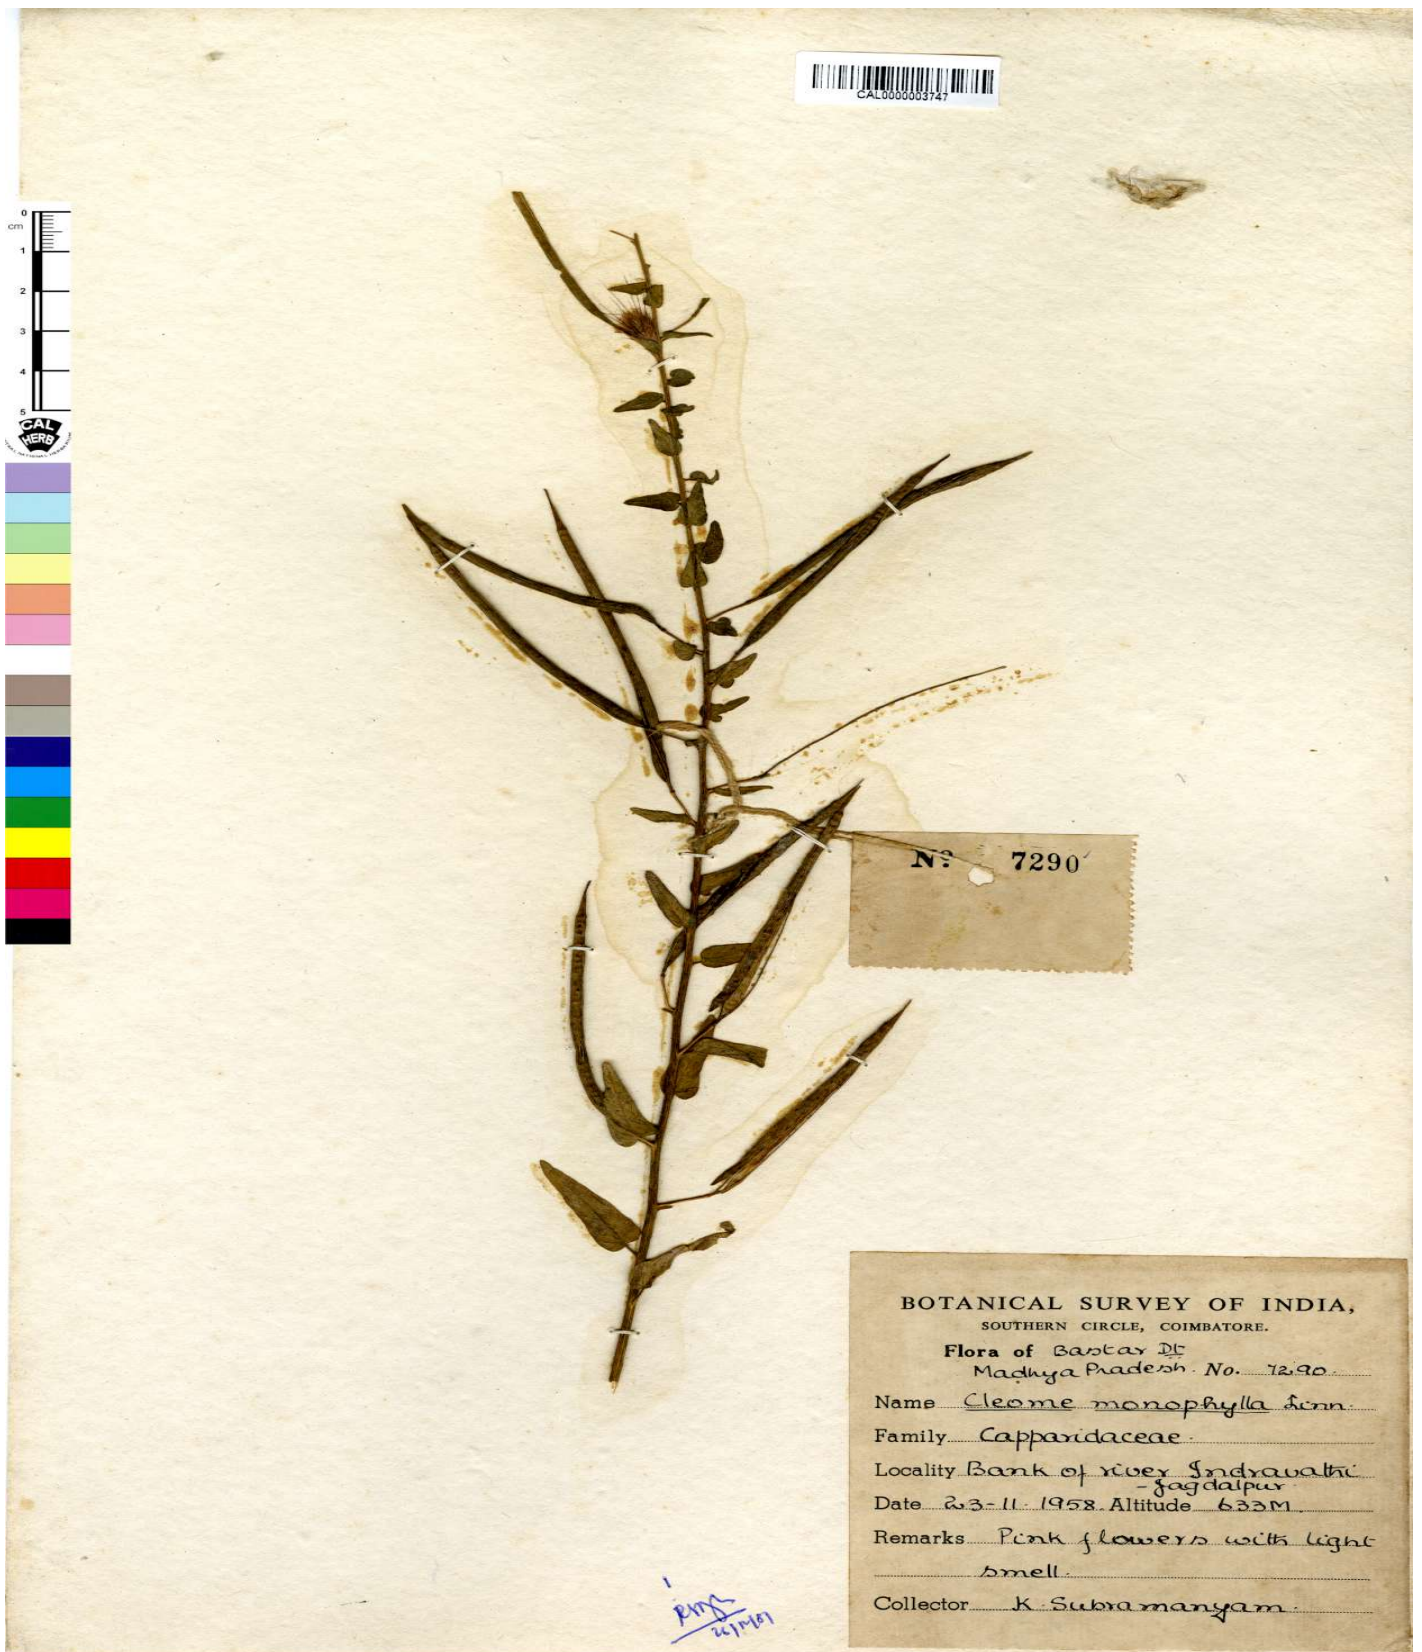 CAL0000003747
0
cm
1
2
3
4
5
CAL
HERB
Nº 7290
BOTANICAL SURVEY OF INDIA,
SOUTHERN CIRCLE, COIMBATORE.
Flora of Bastar Dt
Madhya Pradesh. No. 7290.
Name Cleome monophylla Linn.
Family Capparidaceae.
Locality Bank of river Indravathi
- Jagdalpur
Date 23-11-1958. Altitude 633M.
Remarks Pink flowers with light
smell.
Collector K. Subramanyam.